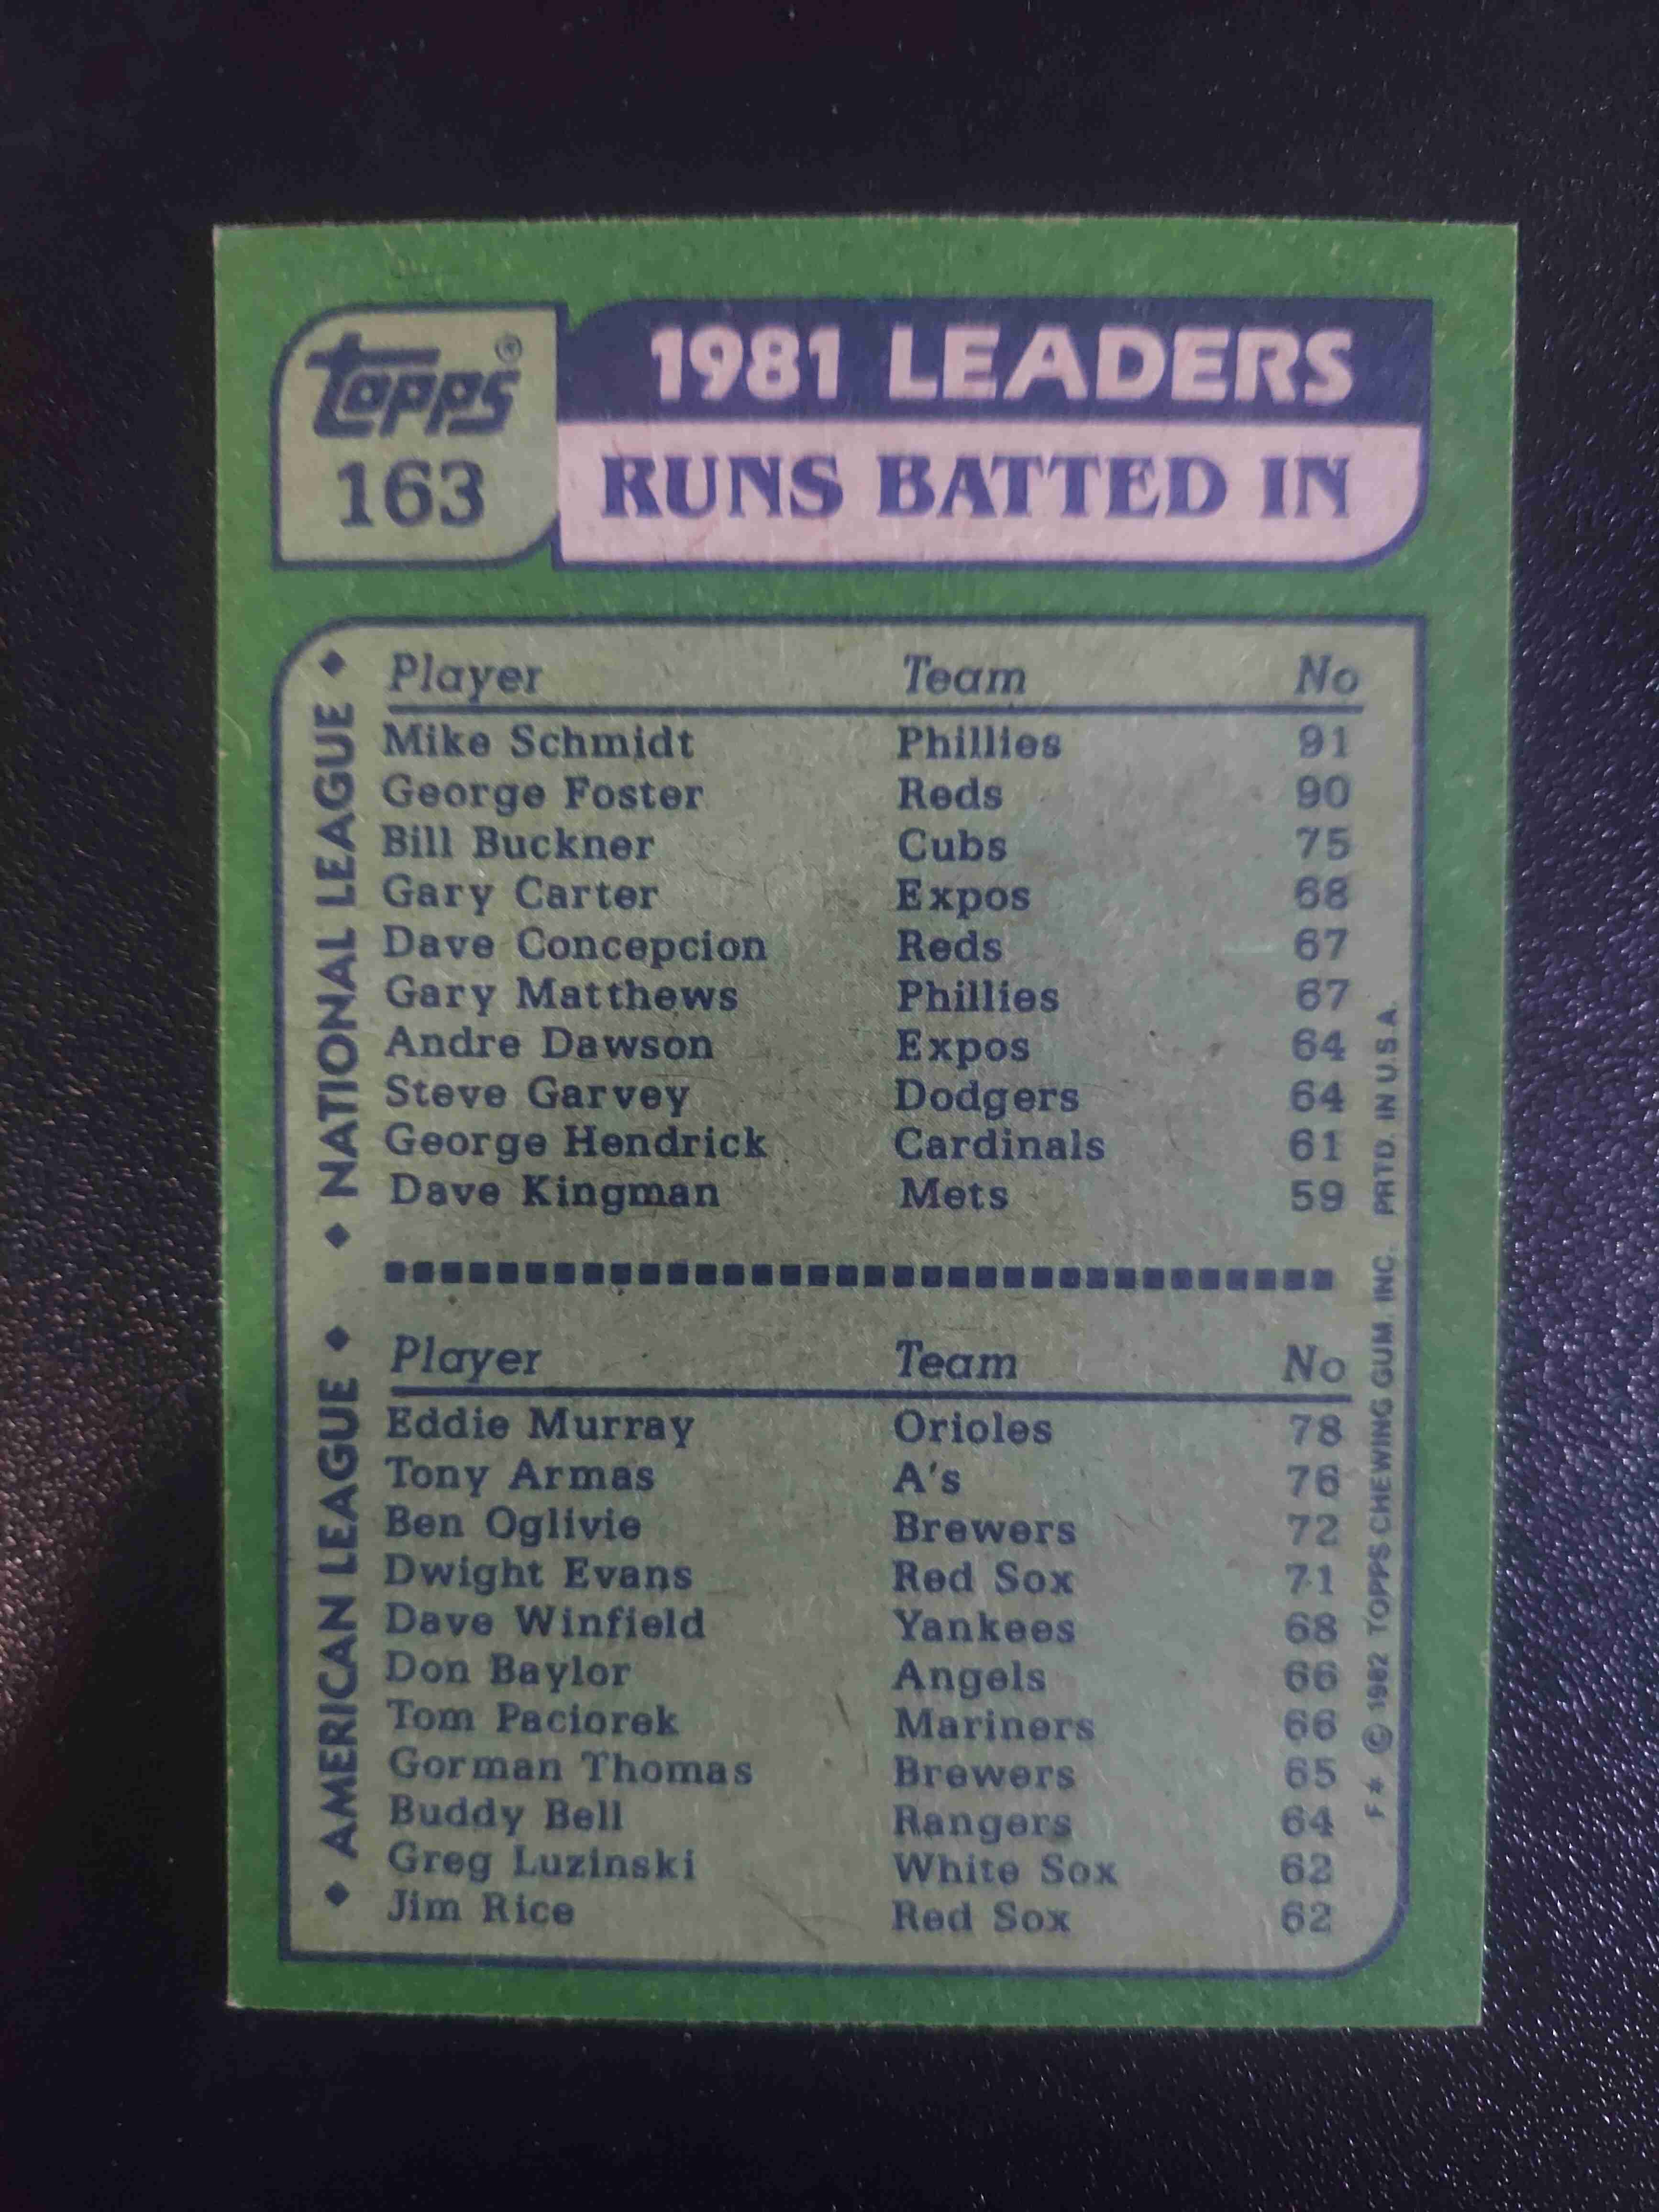 Topps®
163
1981 LEADERS
RUNS BATTED IN
◆ NATIONAL LEAGUE ◆
Player Team No
Mike Schmidt Phillies 91
George Foster Reds 90
Bill Buckner Cubs 75
Gary Carter Expos 68
Dave Concepcion Reds 67
Gary Matthews Phillies 67
Andre Dawson Expos 64
Steve Garvey Dodgers 64
George Hendrick Cardinals 61
Dave Kingman Mets 59
◆ AMERICAN LEAGUE ◆
Player Team No
Eddie Murray Orioles 78
Tony Armas A's 76
Ben Oglivie Brewers 72
Dwight Evans Red Sox 71
Dave Winfield Yankees 68
Don Baylor Angels 66
Tom Paciorek Mariners 66
Gorman Thomas Brewers 65
Buddy Bell Rangers 64
Greg Luzinski White Sox 62
Jim Rice Red Sox 62
F* © 1982 TOPPS CHEWING GUM, INC. PRTD. IN U.S.A.